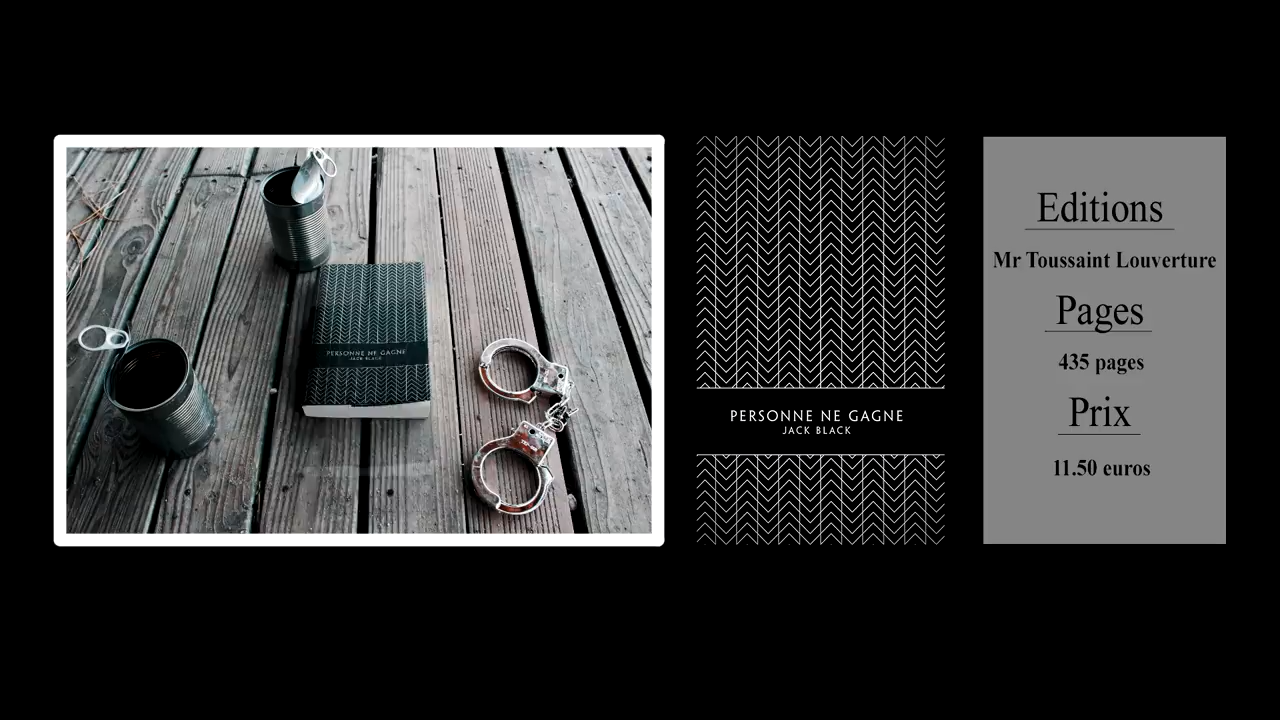 PERSONNE NE GAGNE
JACK BLACK
PERSONNE NE GAGNE
JACK BLACK
Editions
Mr Toussaint Louverture
Pages
435 pages
Prix
11.50 euros